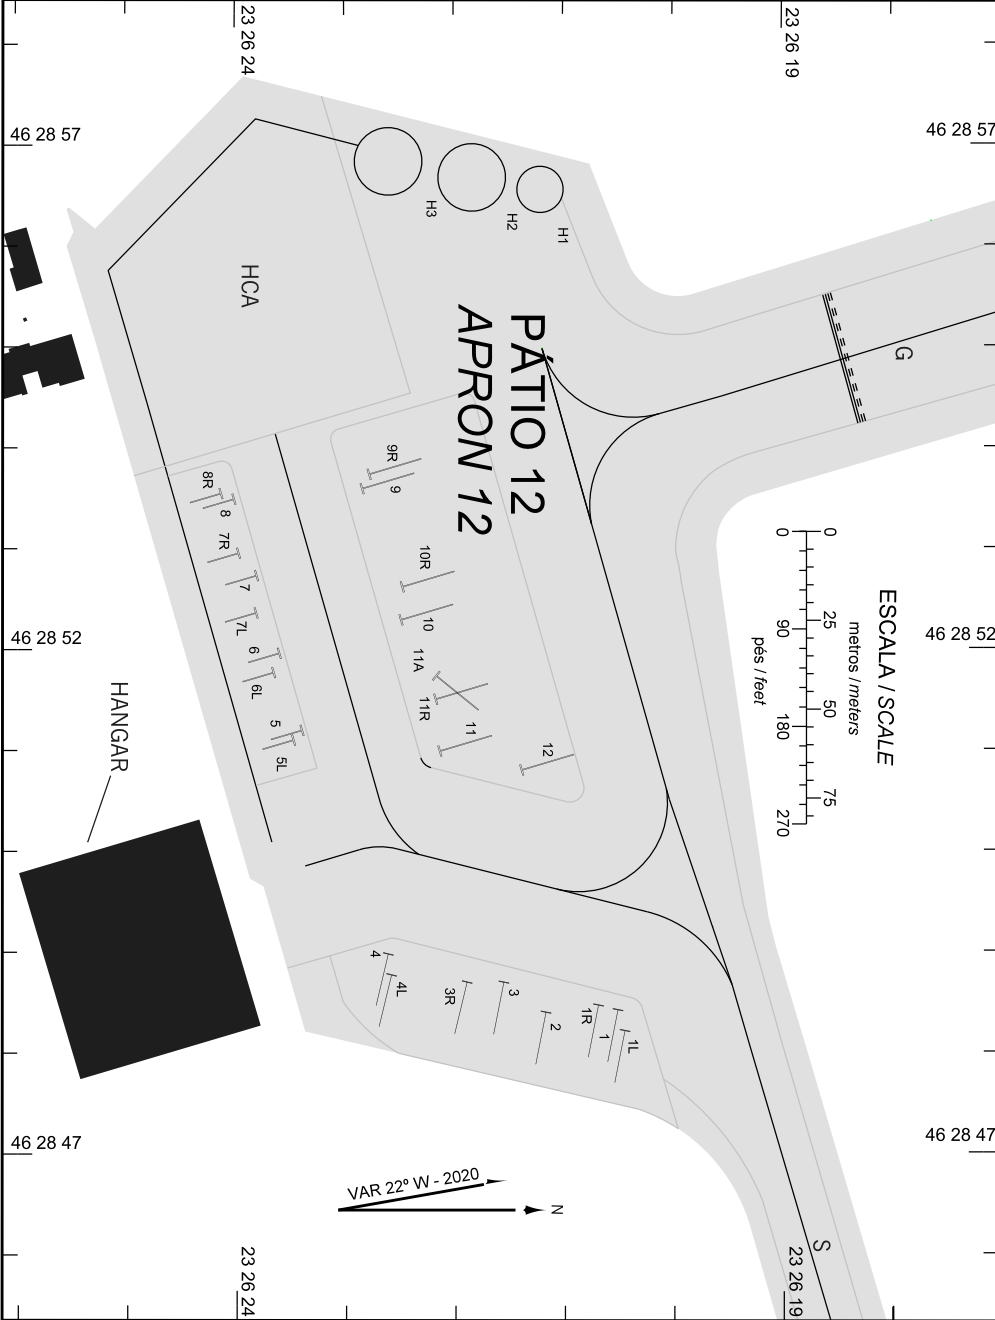 23 26 24
23 26 19
46 28 57
46 28 57
H3
H2
H1
HCA
PÁTIO 12
APRON 12
G
9R
9
8R
8
7R
7
7L
6
6L
5
5L
10R
10
11A
11R
11
12
ESCALA / SCALE
metros / meters
0 25 50 75
0 90 180 270
pés / feet
46 28 52
46 28 52
HANGAR
4
4L
3R
3
2
1R
1
1L
46 28 47
46 28 47
VAR 22º W - 2020
N
S
23 26 24
23 26 19